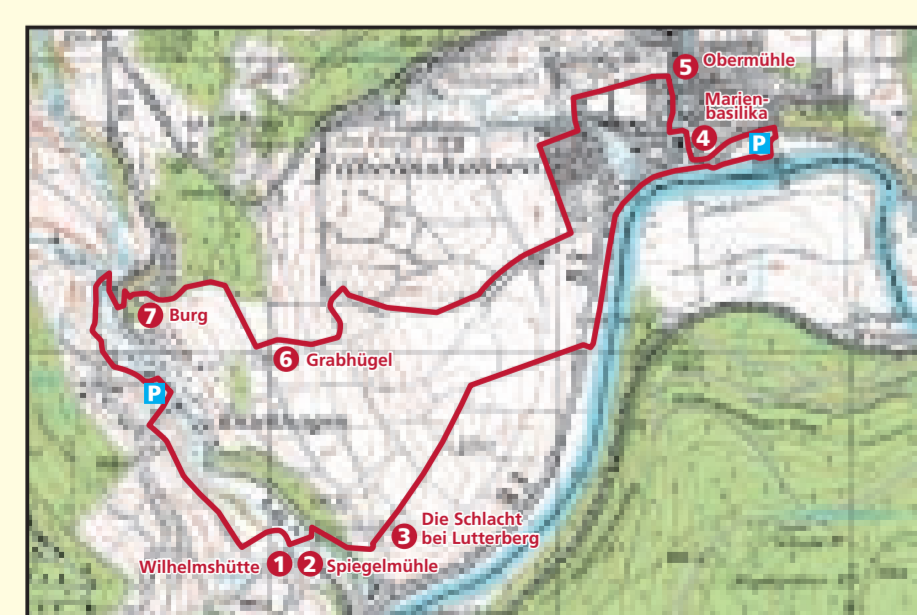 5 Obermühle
Marien-
basilika
4
P
7 Burg
6 Grabhügel
P
3 Die Schlacht
bei Lutterberg
Wilhelmshütte 1 2 Spiegelmühle